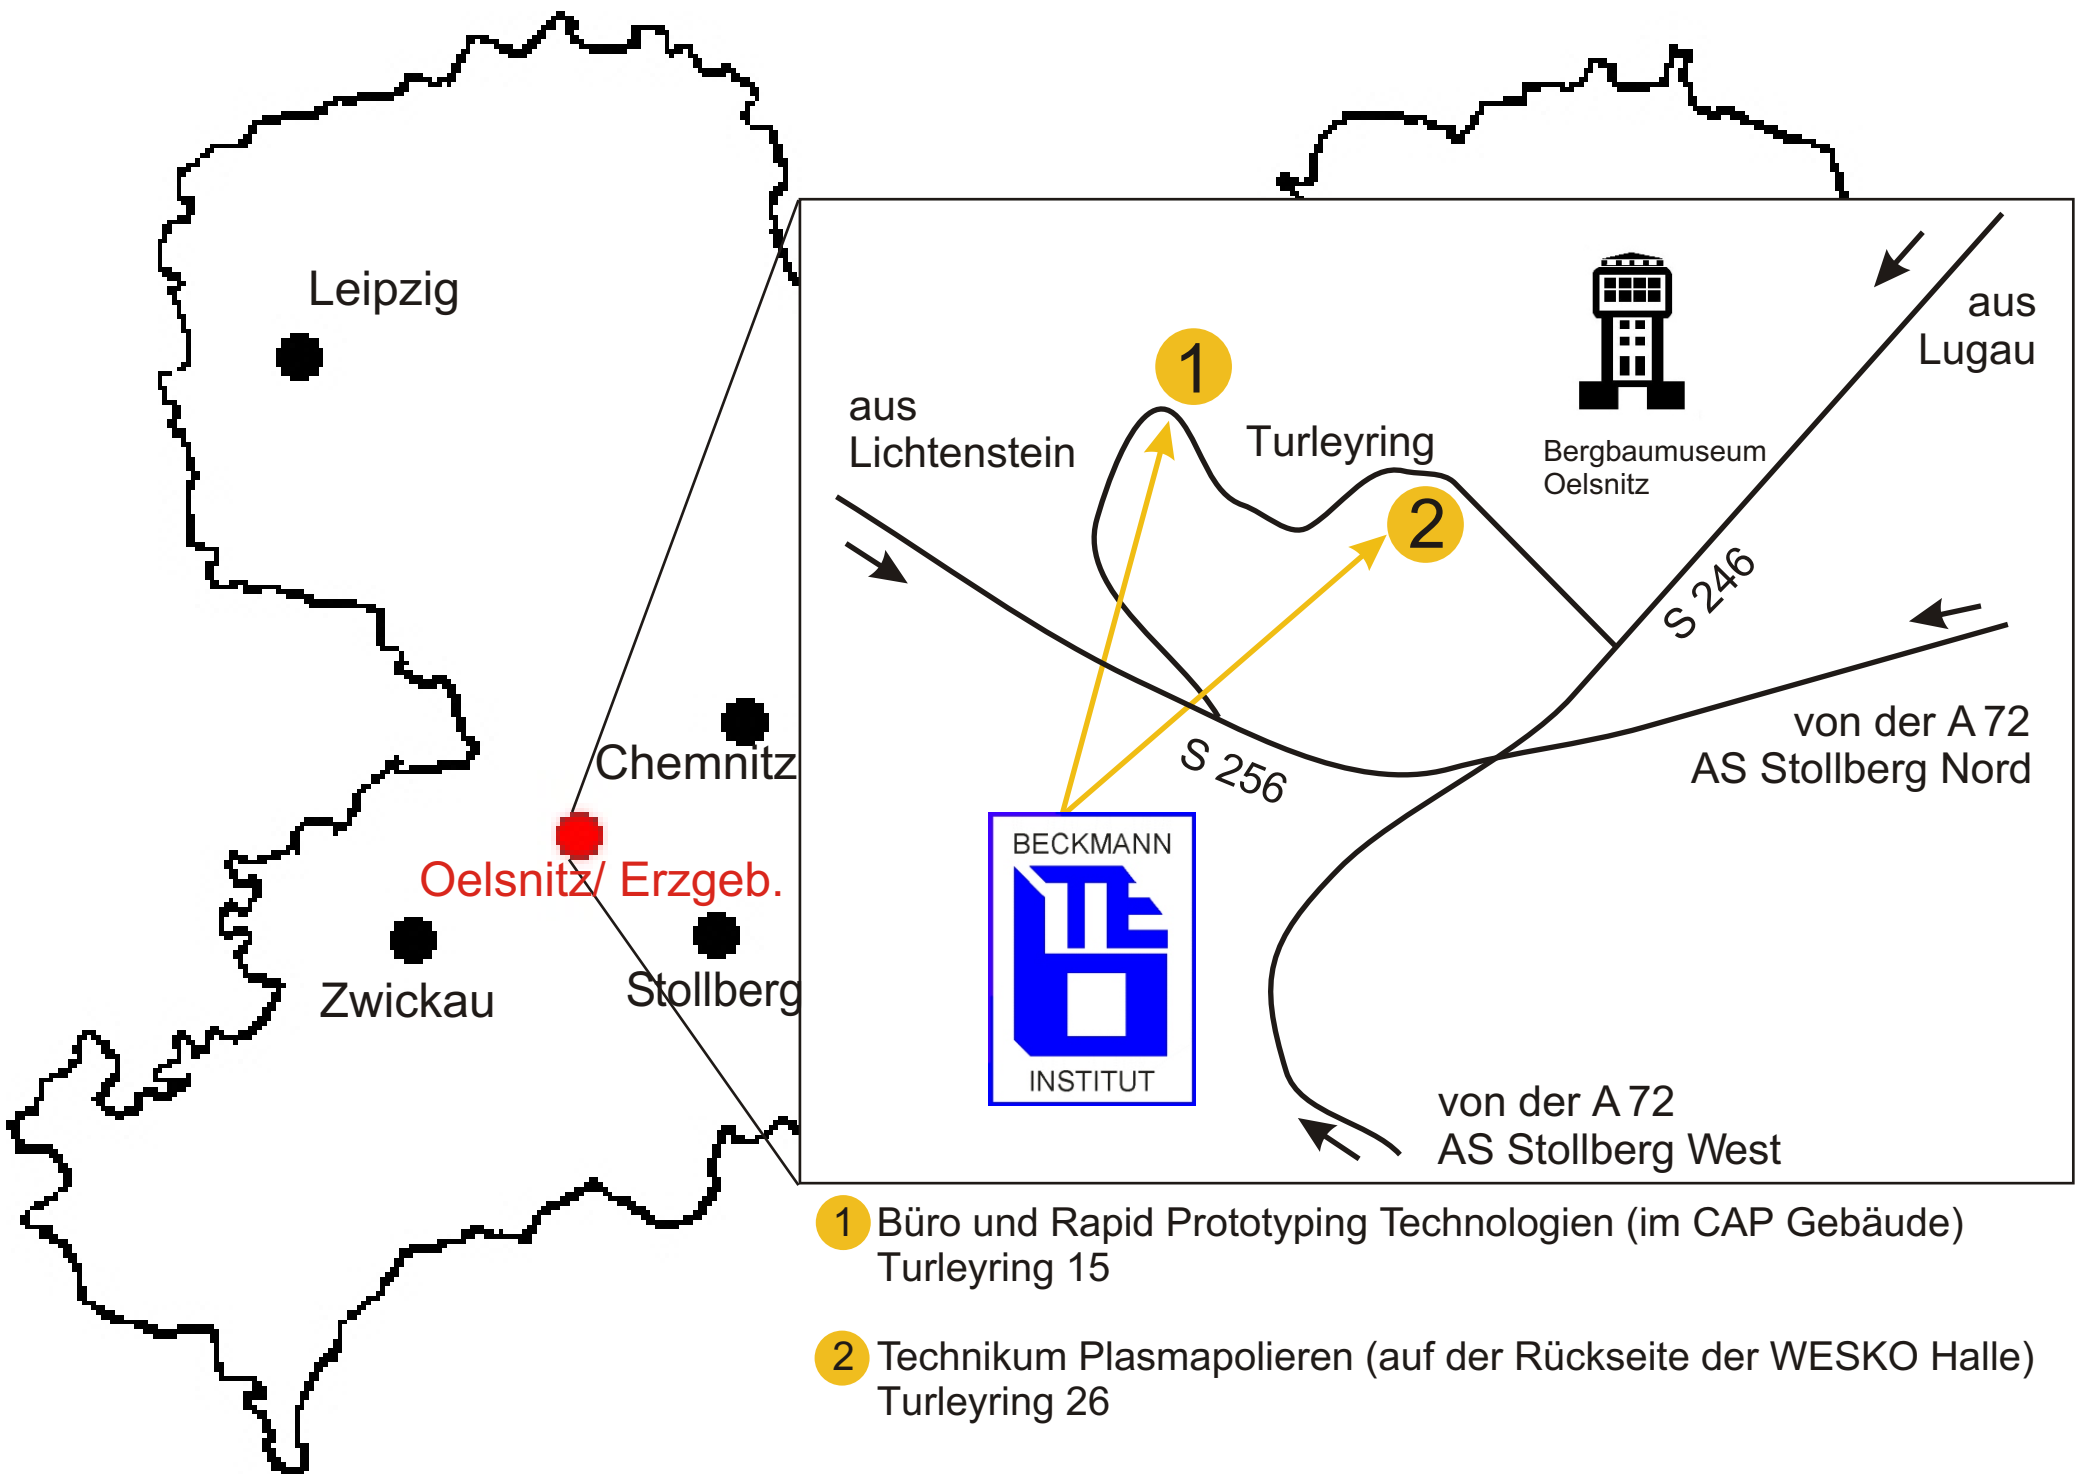 Leipzig
Chemnitz
Oelsnitz/ Erzgeb.
Zwickau
Stollberg
aus
Lichtenstein
1
Turleyring
2
Bergbaumuseum
Oelsnitz
aus
Lugau
S 246
von der A 72
AS Stollberg Nord
S 256
BECKMANN
TE
INSTITUT
von der A 72
AS Stollberg West
1 Büro und Rapid Prototyping Technologien (im CAP Gebäude)
Turleyring 15
2 Technikum Plasmapolieren (auf der Rückseite der WESKO Halle)
Turleyring 26